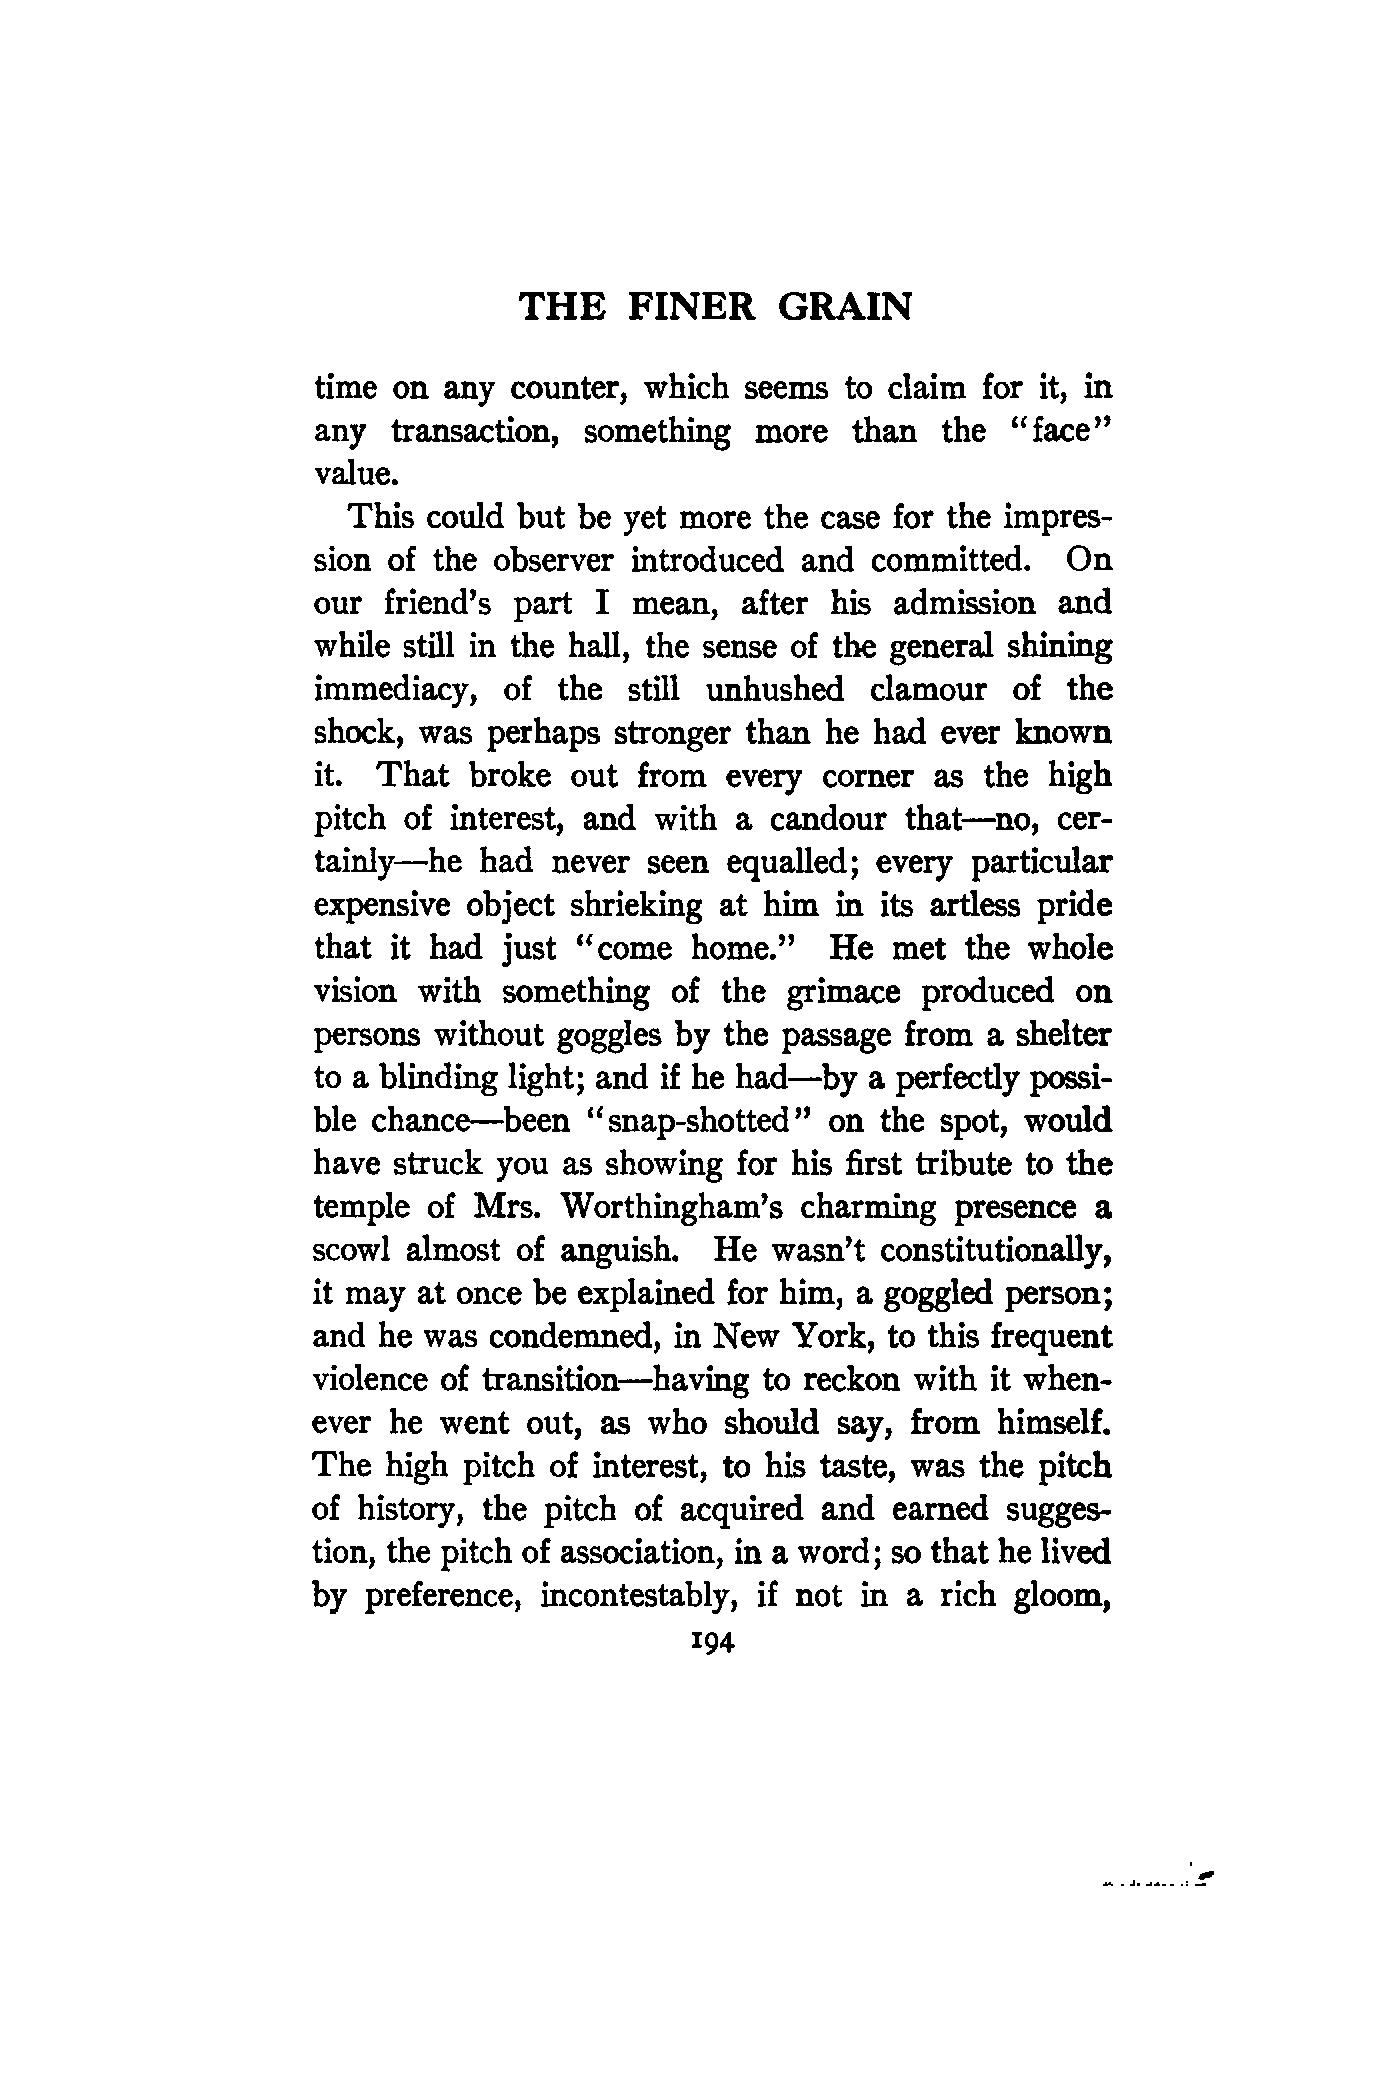 THE FINER GRAIN
time on any counter, which seems to claim for it, in
any transaction, something more than the “face”
value.
This could but be yet more the case for the impres-
sion of the observer introduced and committed. On
our friend’s part I mean, after his admission and
while still in the hall, the sense of the general shining
immediacy, of the still unhushed clamour of the
shock, was perhaps stronger than he had ever known
it. That broke out from every corner as the high
pitch of interest, and with a candour that—no, cer-
tainly—he had never seen equalled; every particular
expensive object shrieking at him in its artless pride
that it had just “come home.” He met the whole
vision with something of the grimace produced on
persons without goggles by the passage from a shelter
to a blinding light; and if he had—by a perfectly possi-
ble chance—been “snap-shotted” on the spot, would
have struck you as showing for his first tribute to the
temple of Mrs. Worthingham’s charming presence a
scowl almost of anguish. He wasn’t constitutionally,
it may at once be explained for him, a goggled person;
and he was condemned, in New York, to this frequent
violence of transition—having to reckon with it when-
ever he went out, as who should say, from himself.
The high pitch of interest, to his taste, was the pitch
of history, the pitch of acquired and earned sugges-
tion, the pitch of association, in a word; so that he lived
by preference, incontestably, if not in a rich gloom,
194